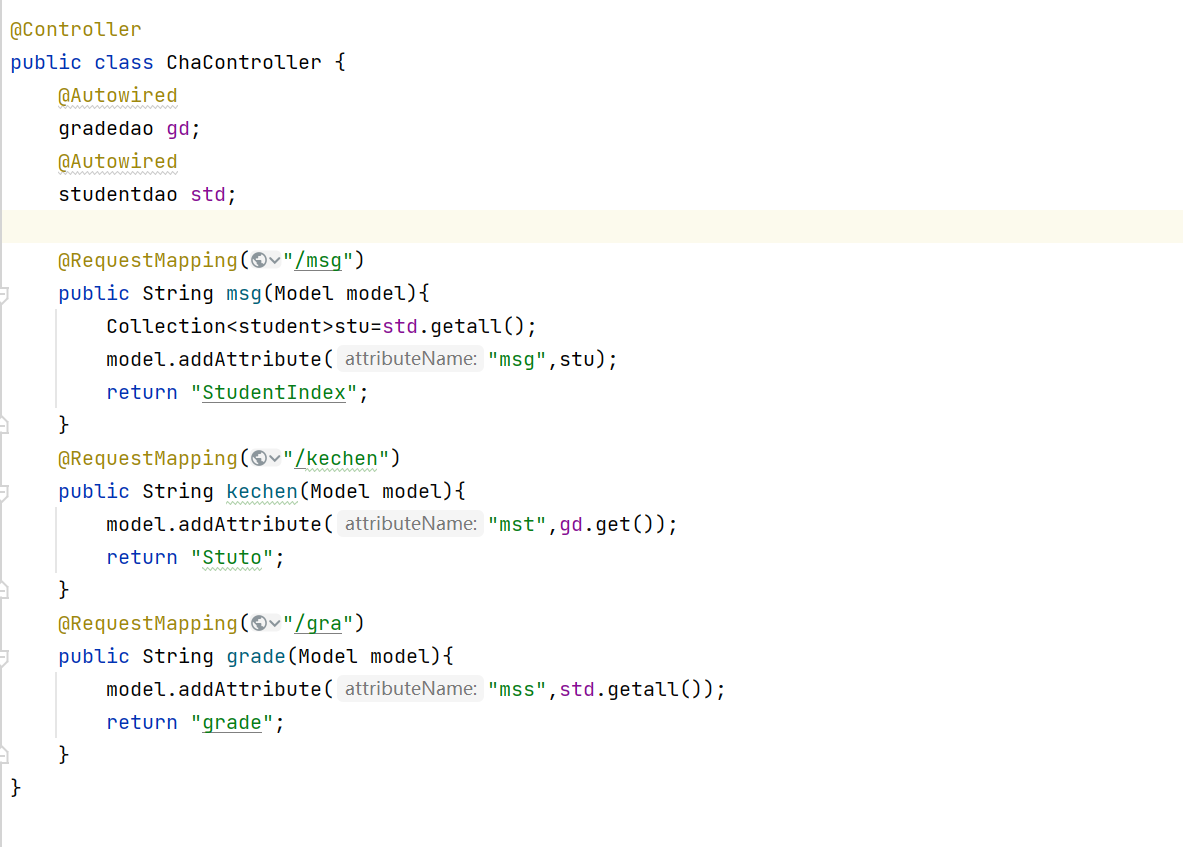 @Controller
public class ChaController {
    @Autowired
    gradedao gd;
    @Autowired
    studentdao std;

    @RequestMapping("/msg")
    public String msg(Model model){
        Collection<student>stu=std.getall();
        model.addAttribute( attributeName: "msg",stu);
        return "StudentIndex";
    }
    @RequestMapping("/kechen")
    public String kechen(Model model){
        model.addAttribute( attributeName: "mst",gd.get());
        return "Stuto";
    }
    @RequestMapping("/gra")
    public String grade(Model model){
        model.addAttribute( attributeName: "mss",std.getall());
        return "grade";
    }
}